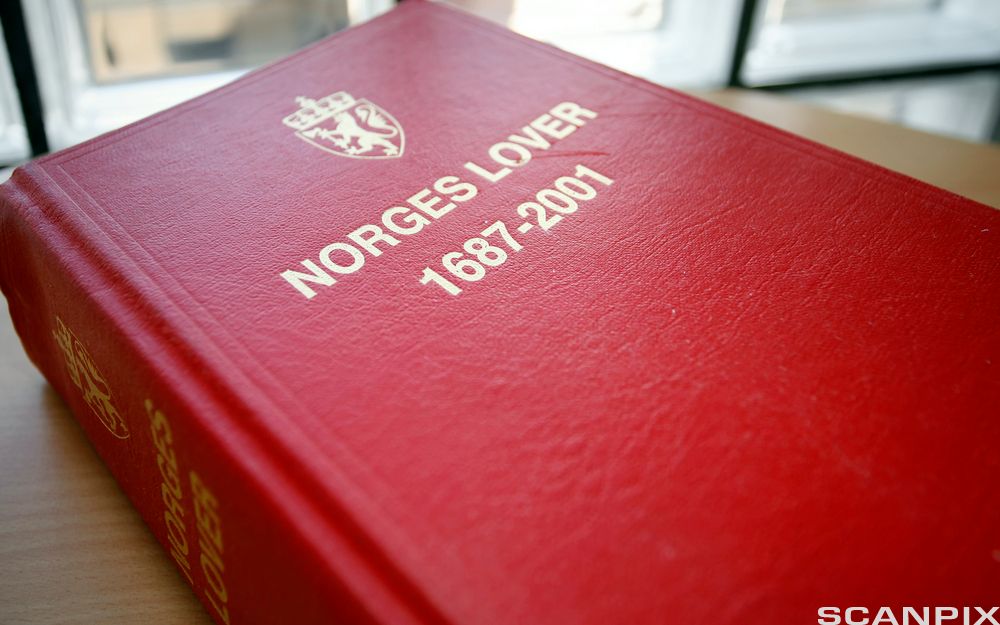 NORGES LOVER
1687-2001
NORGES
LOVER
SCANPIX